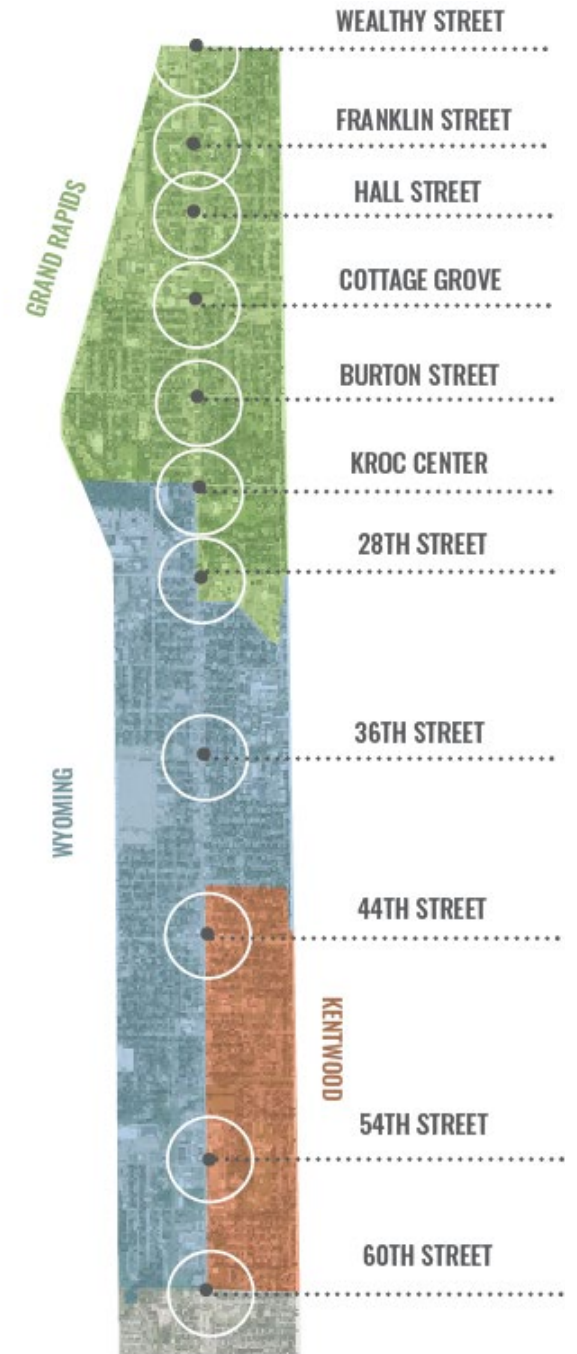 WEALTHY STREET
FRANKLIN STREET
HALL STREET
GRAND RAPIDS
COTTAGE GROVE
BURTON STREET
KROC CENTER
28TH STREET
36TH STREET
WYOMING
44TH STREET
KENTWOOD
54TH STREET
60TH STREET